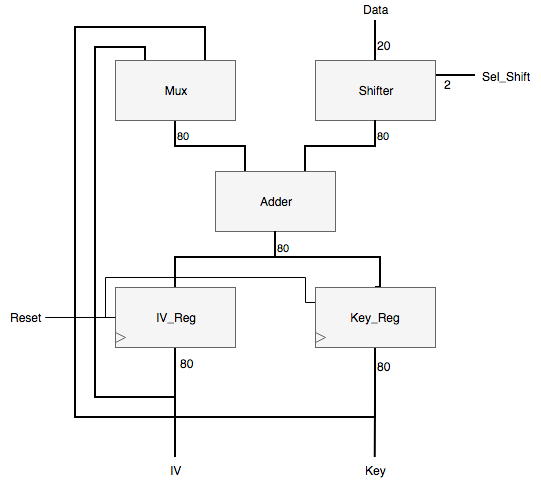 Data
20
Mux
Shifter
Sel_Shift
2
80
80
Adder
80
Reset
IV_Reg
Key_Reg
80
80
IV
Key